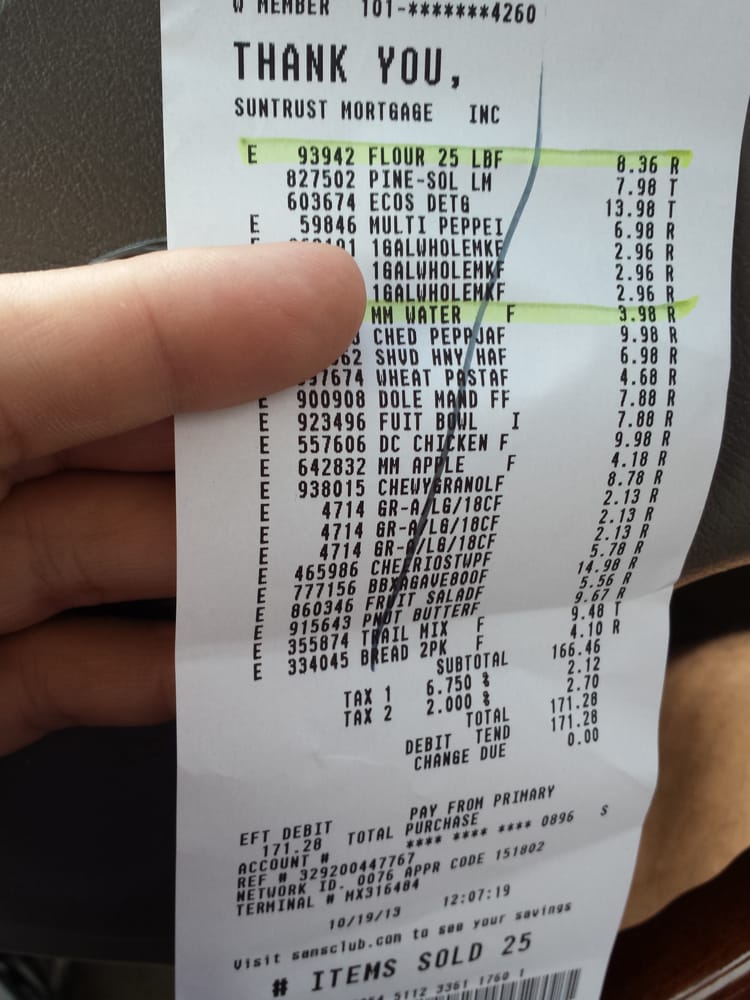 W MEMBER 101-*******4260
THANK YOU,
SUNTRUST MORTGAGE INC
E 93942 FLOUR 25 LBF 8.36 R
827502 PINE-SOL LM 7.98 T
603674 ECOS DETG 13.98 T
E 59846 MULTI PEPPEI 6.98 R
1GALWHOLEMKF 2.96 R
1GALWHOLEMKF 2.96 R
1GALWHOLEMKF 2.96 R
MM WATER F 3.98 R
CHED PEPPJAF 9.98 R
62 SHVD HNY HAF 6.98 R
37674 WHEAT PASTAF 4.68 R
E 900908 DOLE MAND FF 7.88 R
E 923496 FUIT BOWL I 7.88 R
E 557606 DC CHICKEN F 9.98 R
E 642832 MM APPLE F 4.18 R
E 938015 CHEWYGRANOLF 8.78 R
E 4714 GR-A/LG/18CF 2.13 R
E 4714 GR-A/LG/18CF 2.13 R
E 4714 GR-A/LG/18CF 2.13 R
E 465986 CHEERIOSTWPF 5.78 R
E 777156 BBXAGAVE800F 14.98 R
E 860346 FRUIT SALADF 5.56 R
E 915643 PNUT BUTTERF 9.67 R
E 355874 TRAIL MIX F 9.48 T
E 334045 BREAD 2PK F 4.10 R
SUBTOTAL 166.46
TAX 1 6.750 % 2.12
TAX 2 2.000 % 2.70
TOTAL 171.28
DEBIT TEND 171.28
CHANGE DUE 0.00
EFT DEBIT PAY FROM PRIMARY
171.28 TOTAL PURCHASE
ACCOUNT # **** **** **** 0896 S
REF # 329200447767
NETWORK ID. 0076 APPR CODE 151802
TERMINAL # MX316484
10/19/13 12:07:19
Visit samsclub.com to see your savings
# ITEMS SOLD 25
5112 3361 1760 1